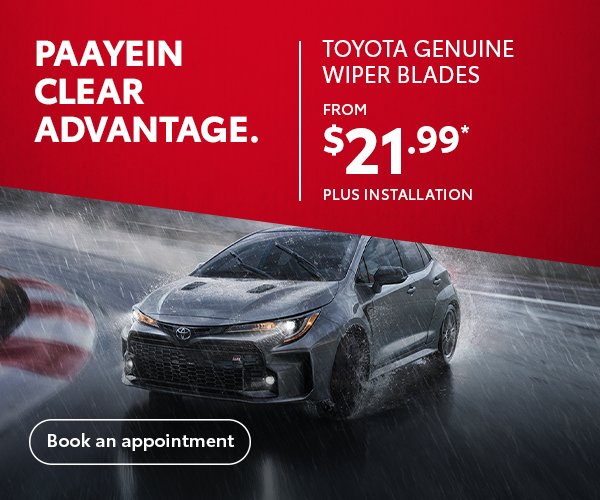 PAAYEIN
CLEAR
ADVANTAGE.
TOYOTA GENUINE
WIPER BLADES
FROM
$21.99*
PLUS INSTALLATION
Book an appointment